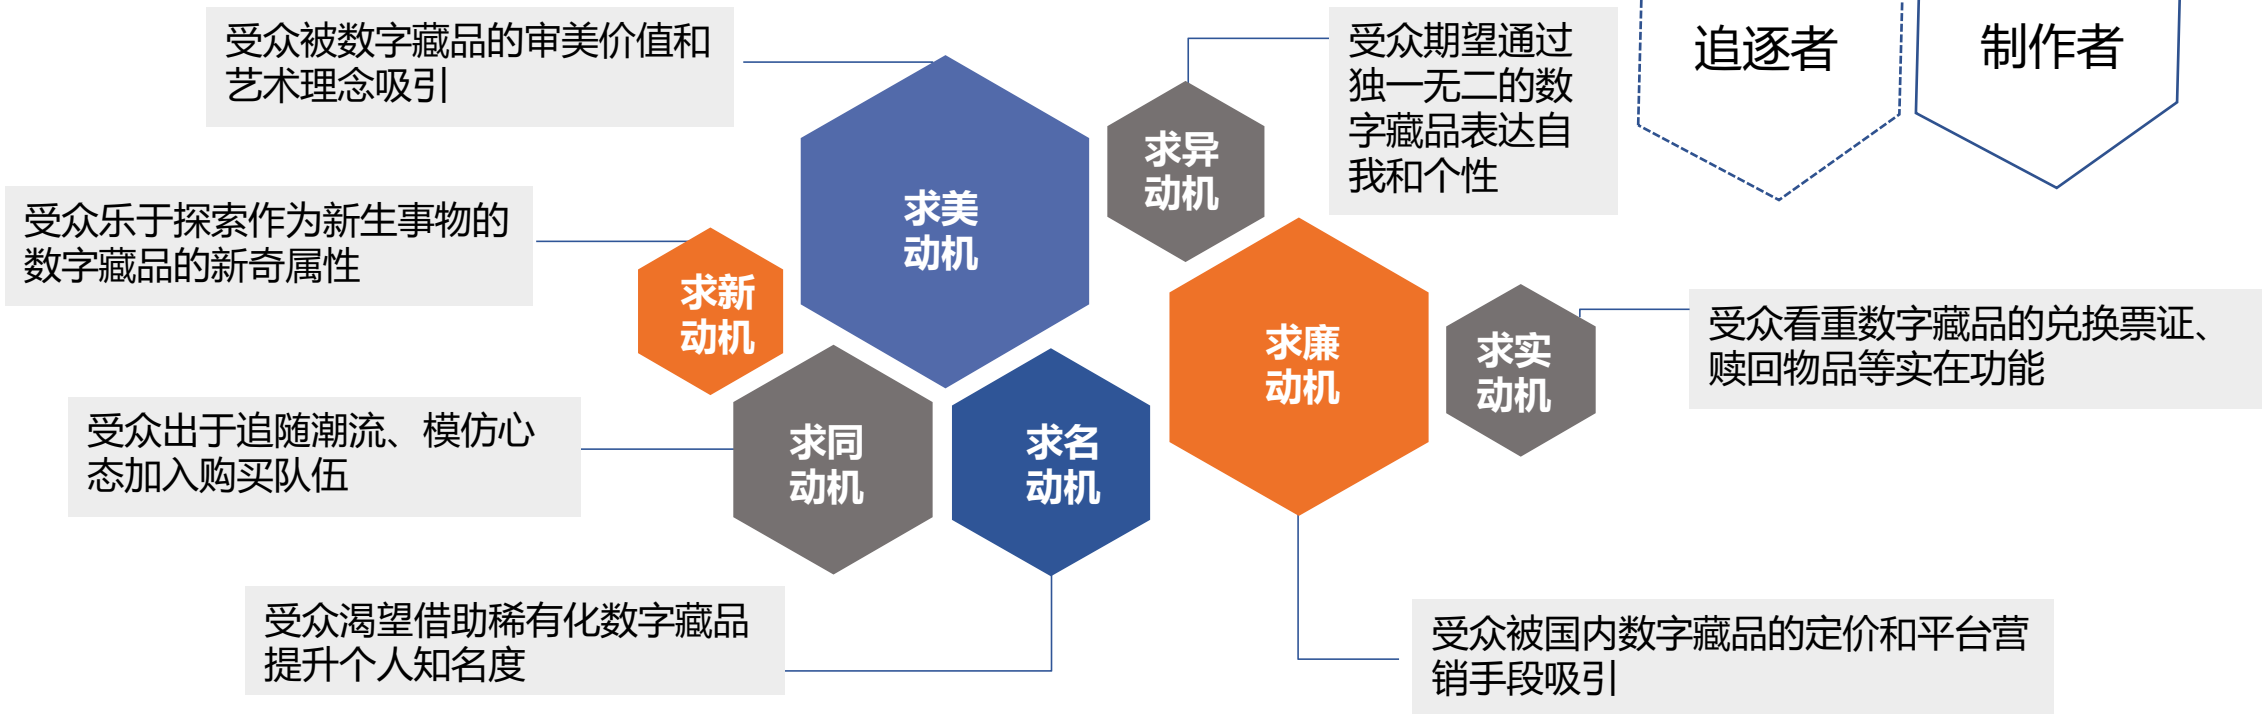 受众被数字藏品的审美价值和
艺术理念吸引
受众期望通过
独一无二的数
字藏品表达自
我和个性
追逐者
制作者
求异
动机
求美
动机
受众乐于探索作为新生事物的
数字藏品的新奇属性
求新
动机
求廉
动机
求实
动机
受众看重数字藏品的兑换票证、
赎回物品等实在功能
受众出于追随潮流、模仿心
态加入购买队伍
求同
动机
求名
动机
受众渴望借助稀有化数字藏品
提升个人知名度
受众被国内数字藏品的定价和平台营
销手段吸引